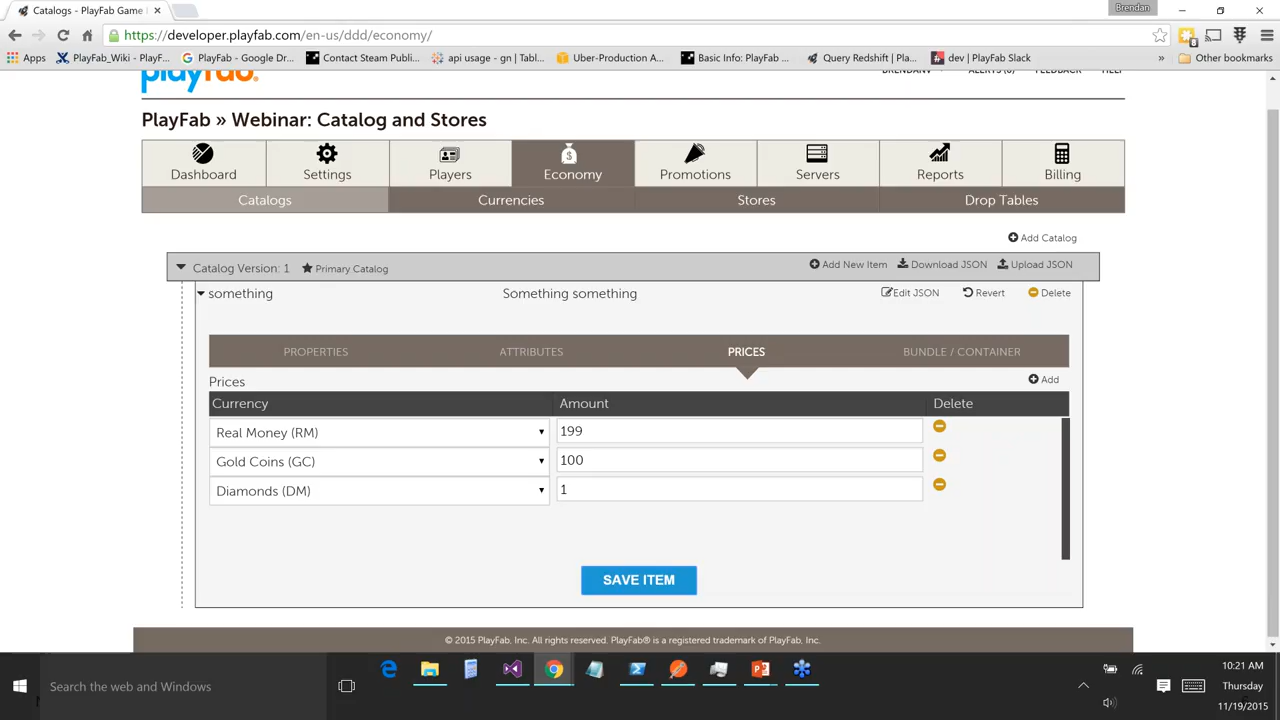 Catalogs - PlayFab Game
Brendan
https://developer.playfab.com/en-us/ddd/economy/
Apps PlayFab_Wiki - PlayF... PlayFab - Google Dr... Contact Steam Publi... api usage - gn | Tabl... Uber-Production A... Basic Info: PlayFab ... Query Redshift | Pla... dev | PlayFab Slack » Other bookmarks
playfab.
FEEDBACK HELP
PlayFab » Webinar: Catalog and Stores
Dashboard Settings Players Economy Promotions Servers Reports Billing
Catalogs Currencies Stores Drop Tables
Add Catalog
Catalog Version: 1 Primary Catalog Add New Item Download JSON Upload JSON
something Something something Edit JSON Revert Delete
PROPERTIES ATTRIBUTES PRICES BUNDLE / CONTAINER
Prices Add
Currency Amount Delete
Real Money (RM) 199
Gold Coins (GC) 100
Diamonds (DM) 1
SAVE ITEM
© 2015 PlayFab, Inc. All rights reserved. PlayFab® is a registered trademark of PlayFab, Inc.
Search the web and Windows
10:21 AM
Thursday
11/19/2015